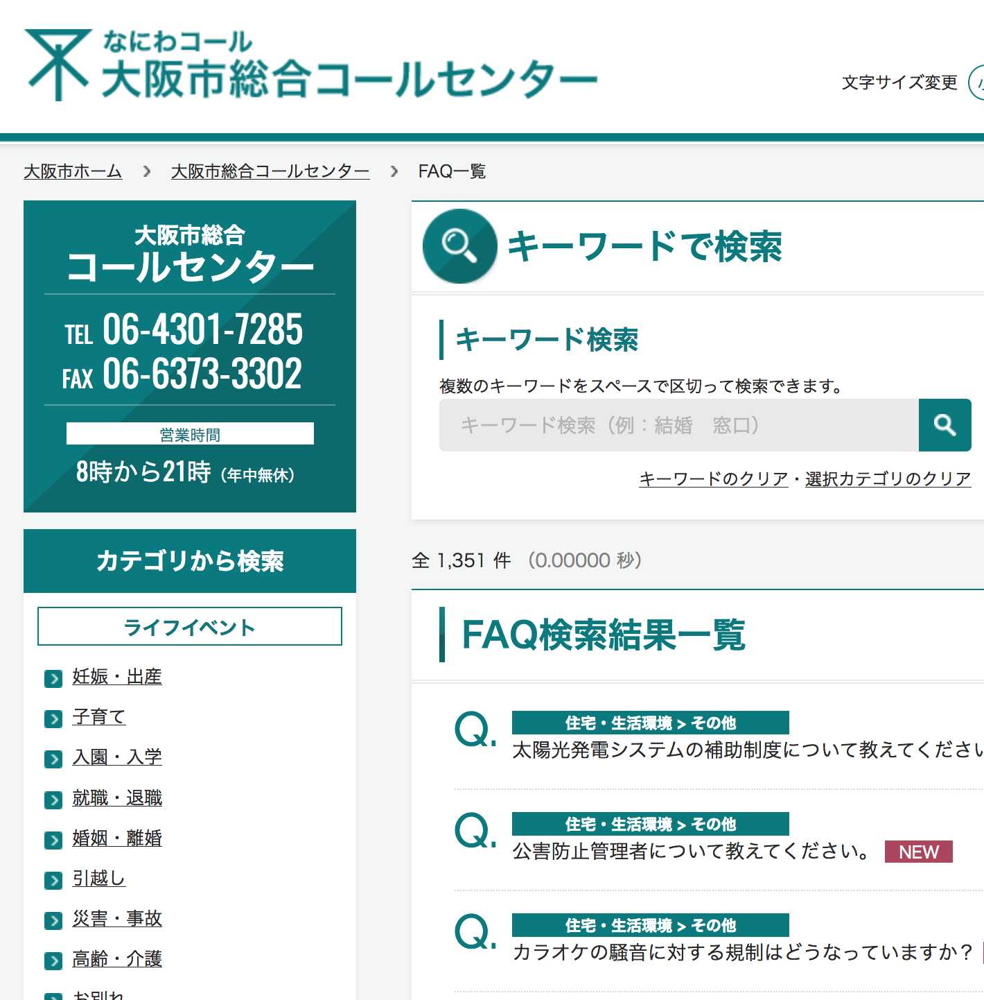 なにわコール
大阪市総合コールセンター
文字サイズ変更
大阪市ホーム
大阪市総合コールセンター
FAQ一覧
大阪市総合
コールセンター
TEL 06-4301-7285
FAX 06-6373-3302
営業時間
8時から21時（年中無休）
カテゴリから検索
ライフイベント
妊娠・出産
子育て
入園・入学
就職・退職
婚姻・離婚
引越し
災害・事故
高齢・介護
お別れ
キーワードで検索
キーワード検索
複数のキーワードをスペースで区切って検索できます。
キーワード検索（例：結婚　窓口）
キーワードのクリア・選択カテゴリのクリア
全 1,351 件 （0.00000 秒）
FAQ検索結果一覧
Q.
住宅・生活環境 > その他
太陽光発電システムの補助制度について教えてください
Q.
住宅・生活環境 > その他
公害防止管理者について教えてください。 NEW
Q.
住宅・生活環境 > その他
カラオケの騒音に対する規制はどうなっていますか？